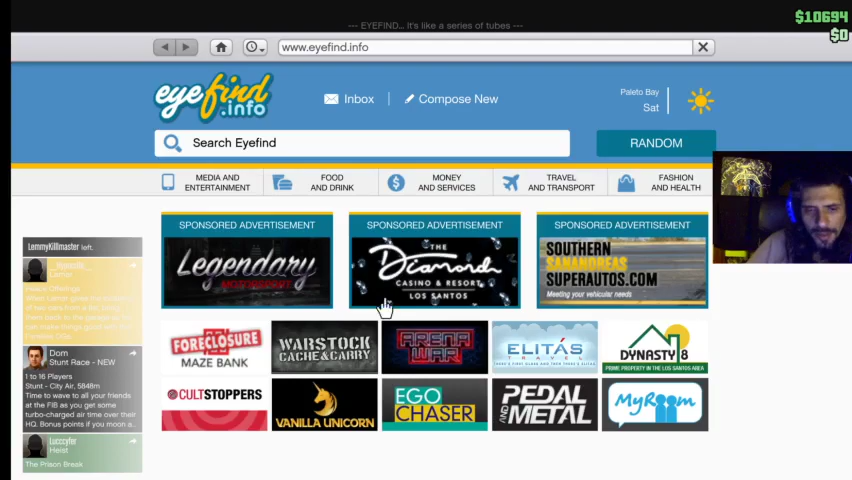 --- EYEFIND... It's like a series of tubes ---
$10694
$0
www.eyefind.info
eyefind
.info
Inbox
Compose New
Paleto Bay
Sat
Search Eyefind
RANDOM
MEDIA AND
ENTERTAINMENT
FOOD
AND DRINK
MONEY
AND SERVICES
TRAVEL
AND TRANSPORT
FASHION
AND HEALTH
SPONSORED ADVERTISEMENT
Legendary
MOTORSPORT
SPONSORED ADVERTISEMENT
THE
Diamond
CASINO & RESORT
LOS SANTOS
SPONSORED ADVERTISEMENT
SOUTHERN
SANANDREAS
SUPERAUTOS.COM
Meeting your vehicular needs
FORECLOSURE
MAZE BANK
WARSTOCK
CACHE & CARRY
ARENA
WAR
ELITÁS
TRAVEL
DYNASTY 8
PRIME PROPERTY IN THE LOS SANTOS AREA
CULTSTOPPERS
VANILLA UNICORN
EGO
CHASER
PEDAL
AND METAL
MyRoom
LemmyKilllmaster left.
Lamar
Dom
Stunt Race - NEW
1 to 16 Players
Stunt - City Air, 5848m
Time to wave to all your friends
at the FIB as you get some
turbo-charged air time over their
HQ. Bonus points if you moon a...
Lucccyfer
Heist
The Prison Break